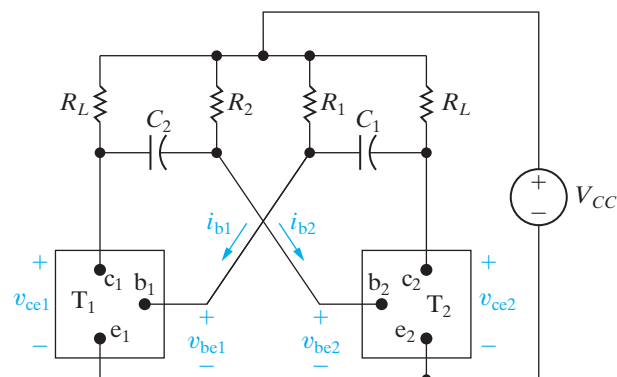 R_L R_2 R_1 R_L
C_2 C_1
+
−
V_CC
i_b1 i_b2
+ c_1 b_1 b_2 c_2 +
v_ce1 T_1 T_2 v_ce2
+ +
− e_1 v_be1 v_be2 e_2 −
− −